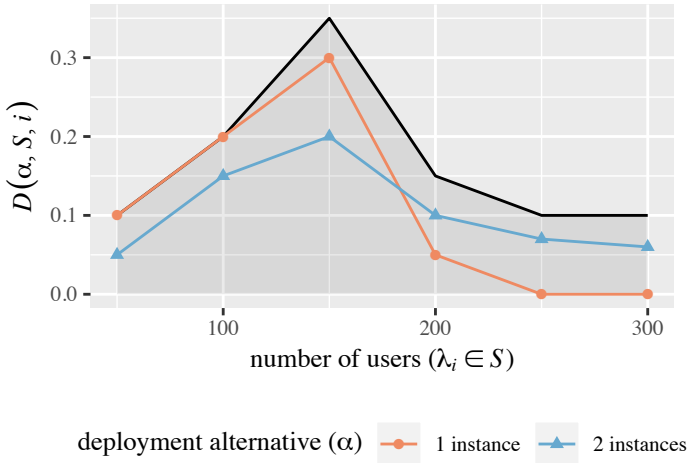 0.3
0.2
0.1
0.0
D(α, S, i)
100 200 300
number of users (λᵢ ∈ S)
deployment alternative (α) 1 instance 2 instances